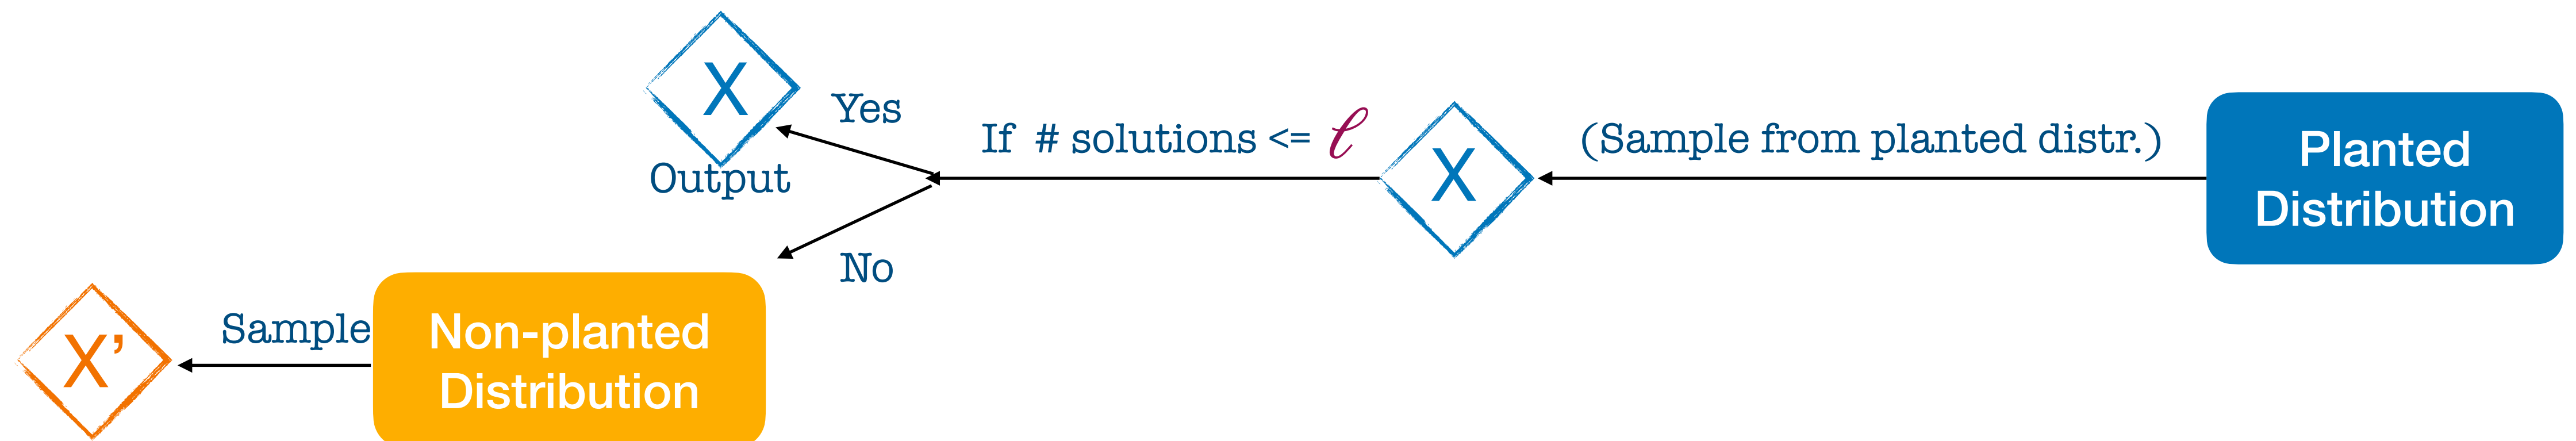 X
Yes
Output
If # solutions <= ℓ
X
(Sample from planted distr.)
Planted
Distribution
No
X’
Sample
Non-planted
Distribution